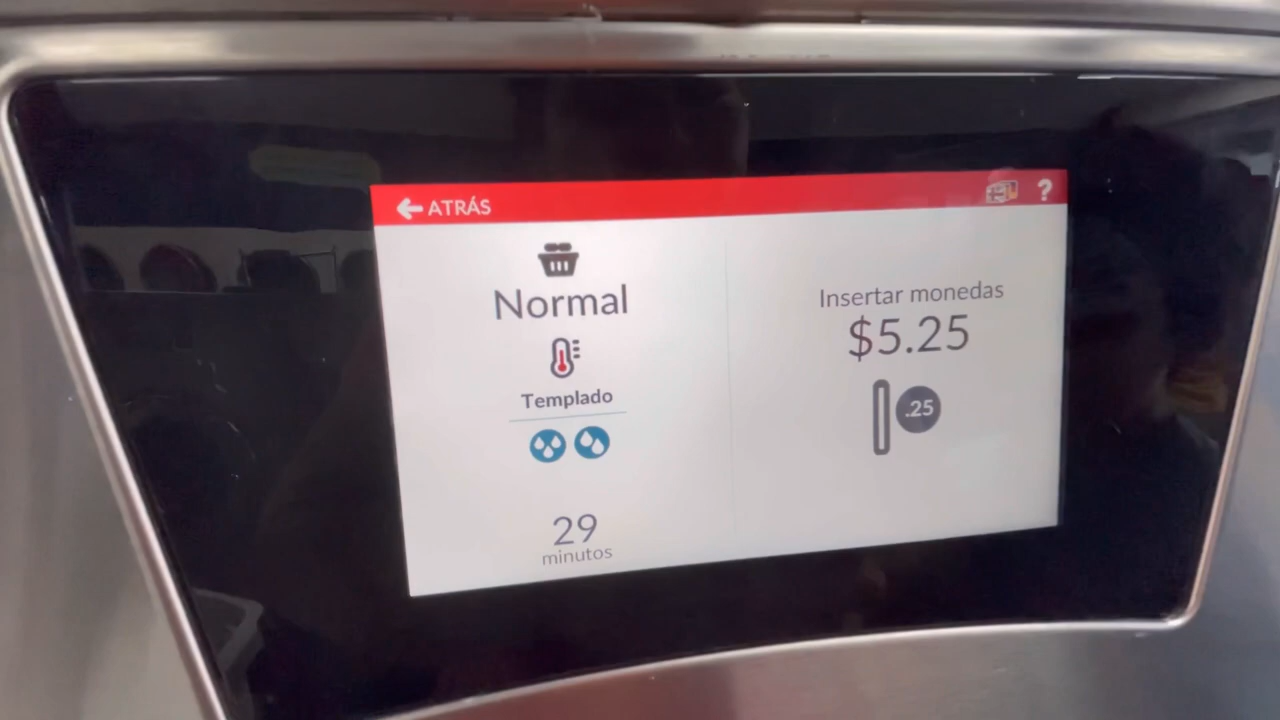 ATRÁS
?
Normal
Templado
29
minutos
Insertar monedas
$5.25
.25